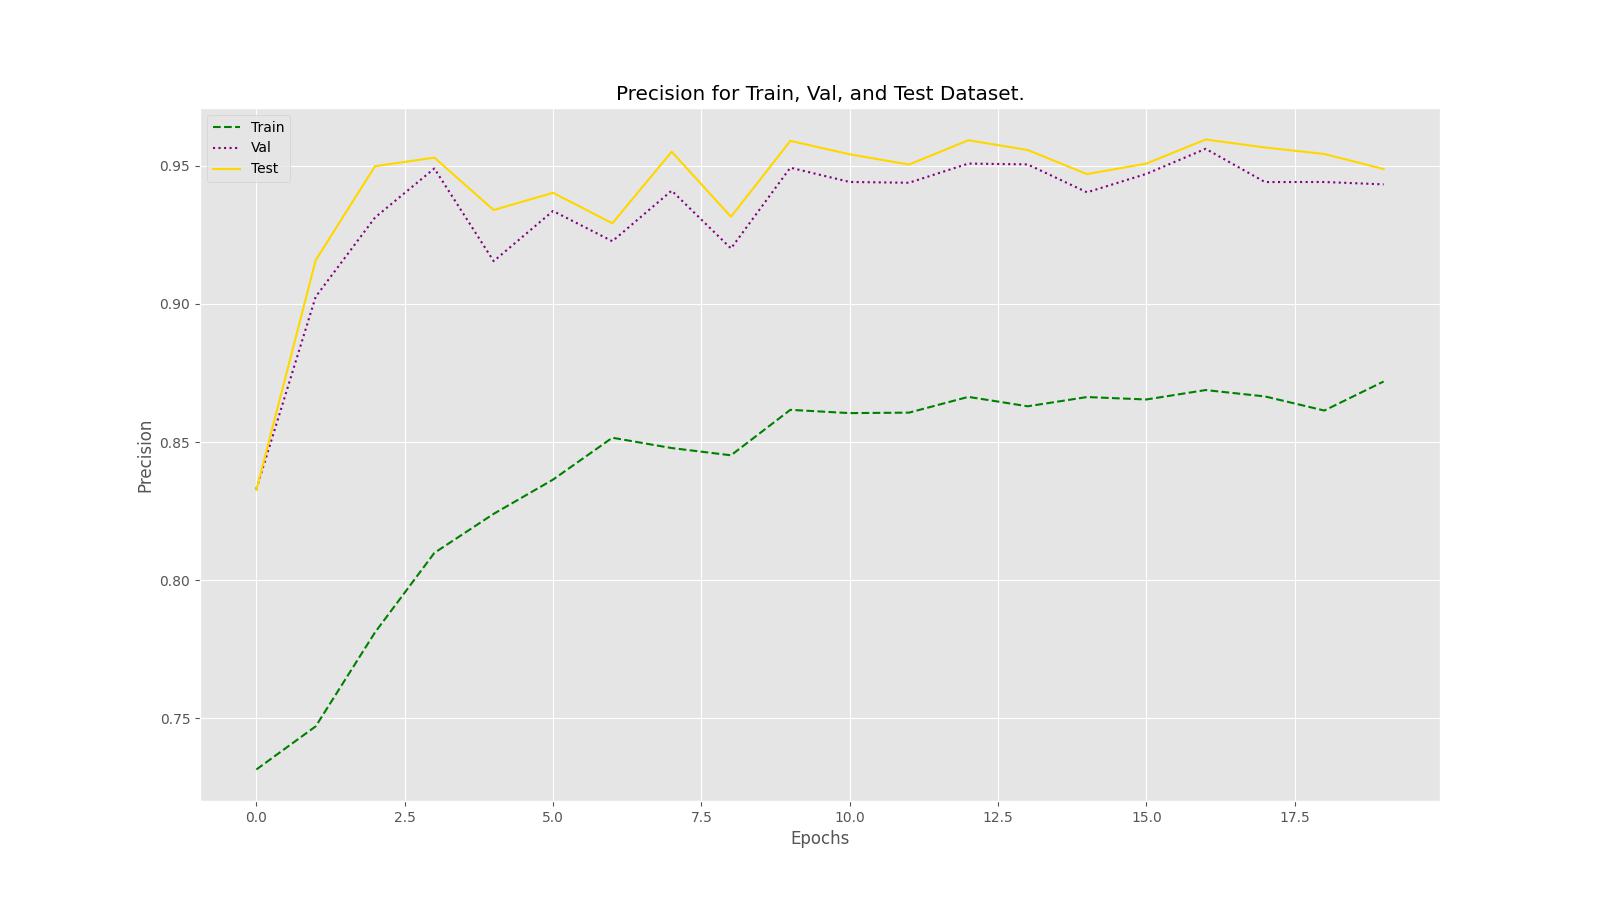 Precision for Train, Val, and Test Dataset.
Train
Val
Test
0.95
0.90
0.85
0.80
0.75
Precision
0.0 2.5 5.0 7.5 10.0 12.5 15.0 17.5
Epochs